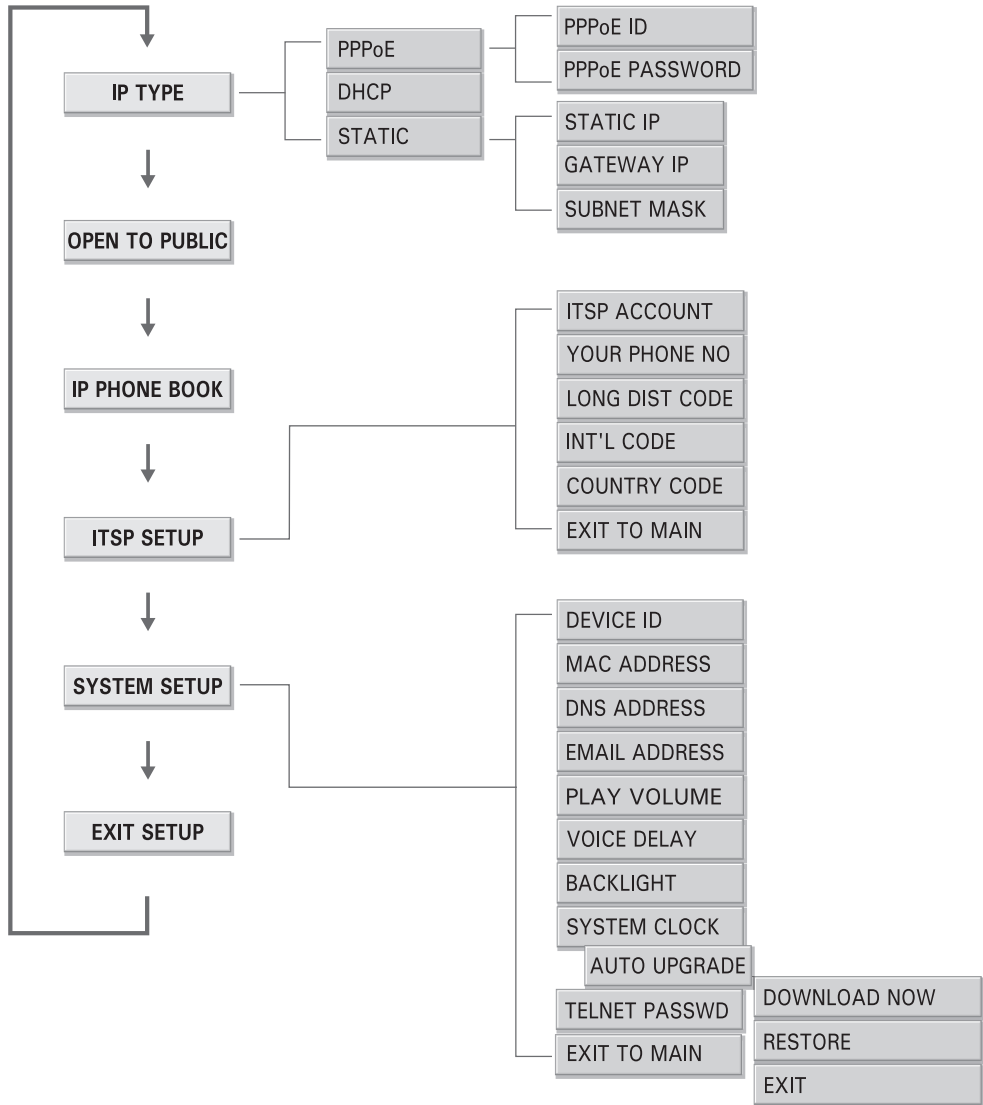 IP TYPE
PPPoE
DHCP
STATIC
PPPoE ID
PPPoE PASSWORD
STATIC IP
GATEWAY IP
SUBNET MASK
OPEN TO PUBLIC
IP PHONE BOOK
ITSP SETUP
ITSP ACCOUNT
YOUR PHONE NO
LONG DIST CODE
INT'L CODE
COUNTRY CODE
EXIT TO MAIN
SYSTEM SETUP
DEVICE ID
MAC ADDRESS
DNS ADDRESS
EMAIL ADDRESS
PLAY VOLUME
VOICE DELAY
BACKLIGHT
SYSTEM CLOCK
AUTO UPGRADE
DOWNLOAD NOW
RESTORE
EXIT
TELNET PASSWD
EXIT TO MAIN
EXIT SETUP